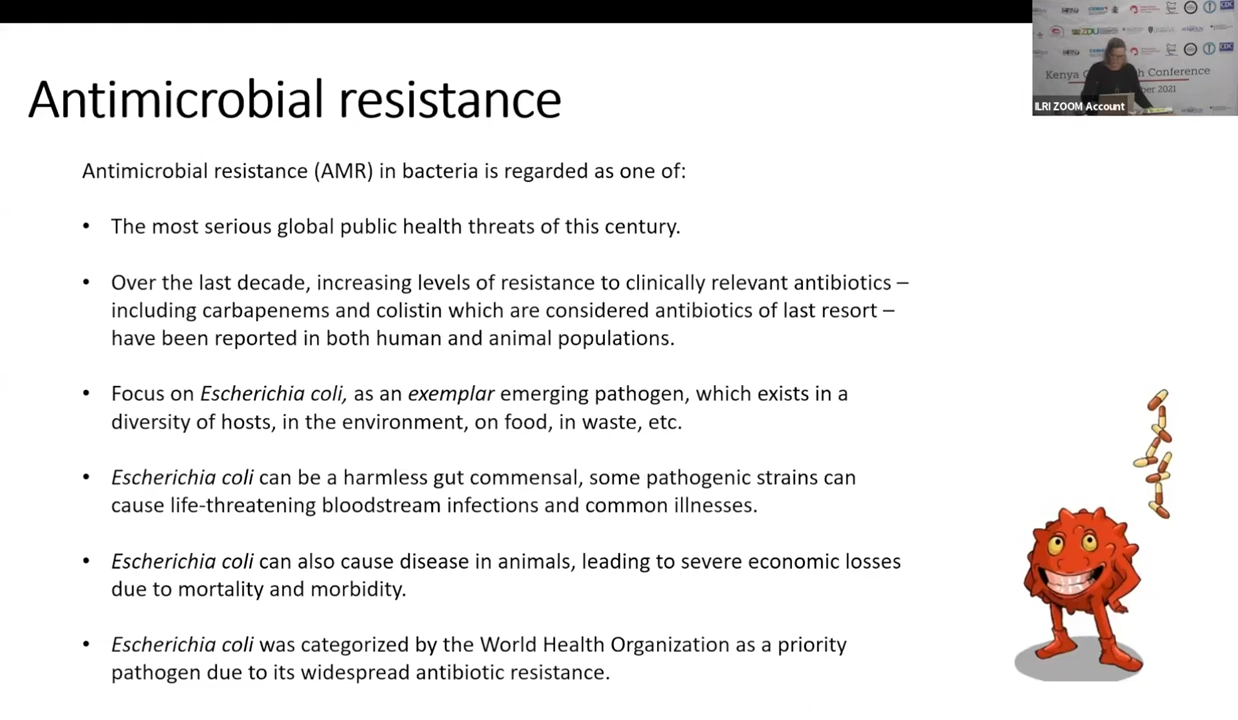 Antimicrobial resistance
Antimicrobial resistance (AMR) in bacteria is regarded as one of:
• The most serious global public health threats of this century.
• Over the last decade, increasing levels of resistance to clinically relevant antibiotics –
including carbapenems and colistin which are considered antibiotics of last resort –
have been reported in both human and animal populations.
• Focus on Escherichia coli, as an exemplar emerging pathogen, which exists in a
diversity of hosts, in the environment, on food, in waste, etc.
• Escherichia coli can be a harmless gut commensal, some pathogenic strains can
cause life-threatening bloodstream infections and common illnesses.
• Escherichia coli can also cause disease in animals, leading to severe economic losses
due to mortality and morbidity.
• Escherichia coli was categorized by the World Health Organization as a priority
pathogen due to its widespread antibiotic resistance.
ZDU
CDC
CDC
Kenya Conference
2021
ILRI ZOOM Account